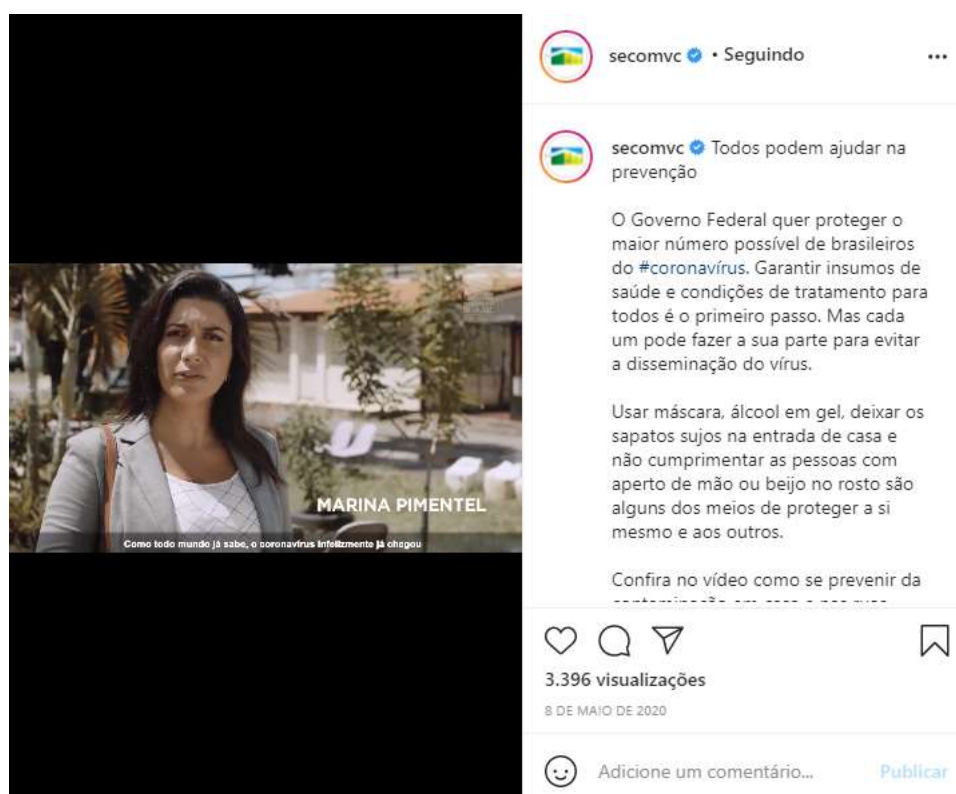 secomvc • Seguindo
secomvc Todos podem ajudar na
prevenção
O Governo Federal quer proteger o
maior número possível de brasileiros
do #coronavírus. Garantir insumos de
saúde e condições de tratamento para
todos é o primeiro passo. Mas cada
um pode fazer a sua parte para evitar
a disseminação do vírus.
Usar máscara, álcool em gel, deixar os
sapatos sujos na entrada de casa e
não cumprimentar as pessoas com
aperto de mão ou beijo no rosto são
alguns dos meios de proteger a si
mesmo e aos outros.
Confira no vídeo como se prevenir da
MARINA PIMENTEL
Como todo mundo já sabe, o coronavírus infelizmente já chegou
3.396 visualizações
8 DE MAIO DE 2020
Adicione um comentário... Publicar